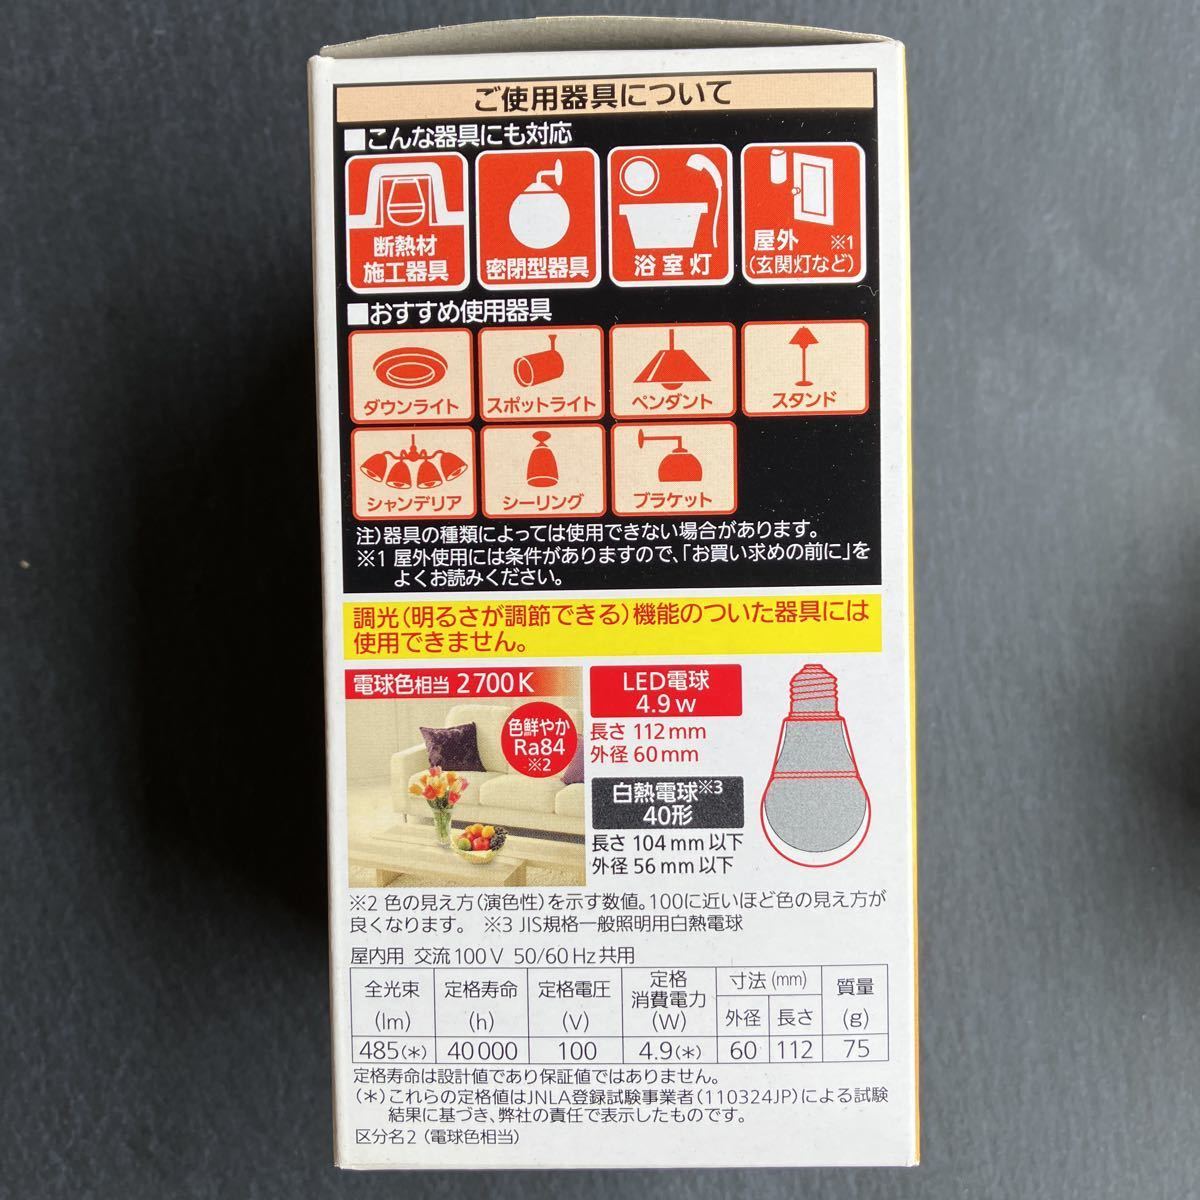 ご使用器具について
■こんな器具にも対応
断熱材
施工器具
密閉型器具
浴室灯
屋外 ※1
(玄関灯など)
■おすすめ使用器具
ダウンライト
スポットライト
ペンダント
スタンド
シャンデリア
シーリング
ブラケット
注)器具の種類によっては使用できない場合があります。
※1 屋外使用には条件がありますので、「お買い求めの前に」を
よくお読みください。
調光(明るさが調節できる)機能のついた器具には
使用できません。
電球色相当 2700K
色鮮やか
Ra84
※2
LED電球
4.9w
長さ 112mm
外径 60mm
白熱電球※3
40形
長さ 104mm以下
外径 56mm以下
※2 色の見え方(演色性)を示す数値。100に近いほど色の見え方が
良くなります。 ※3 JIS規格一般照明用白熱電球
屋内用 交流100V 50/60Hz共用
全光束 (lm) 定格寿命 (h) 定格電圧 (V) 定格消費電力 (W) 寸法(mm) 外径 長さ 質量 (g)
485(*) 40000 100 4.9(*) 60 112 75
定格寿命は設計値であり保証値ではありません。
(*)これらの定格値はJNLA登録試験事業者(110324JP)による試験
結果に基づき、弊社の責任で表示したものです。
区分名2(電球色相当)